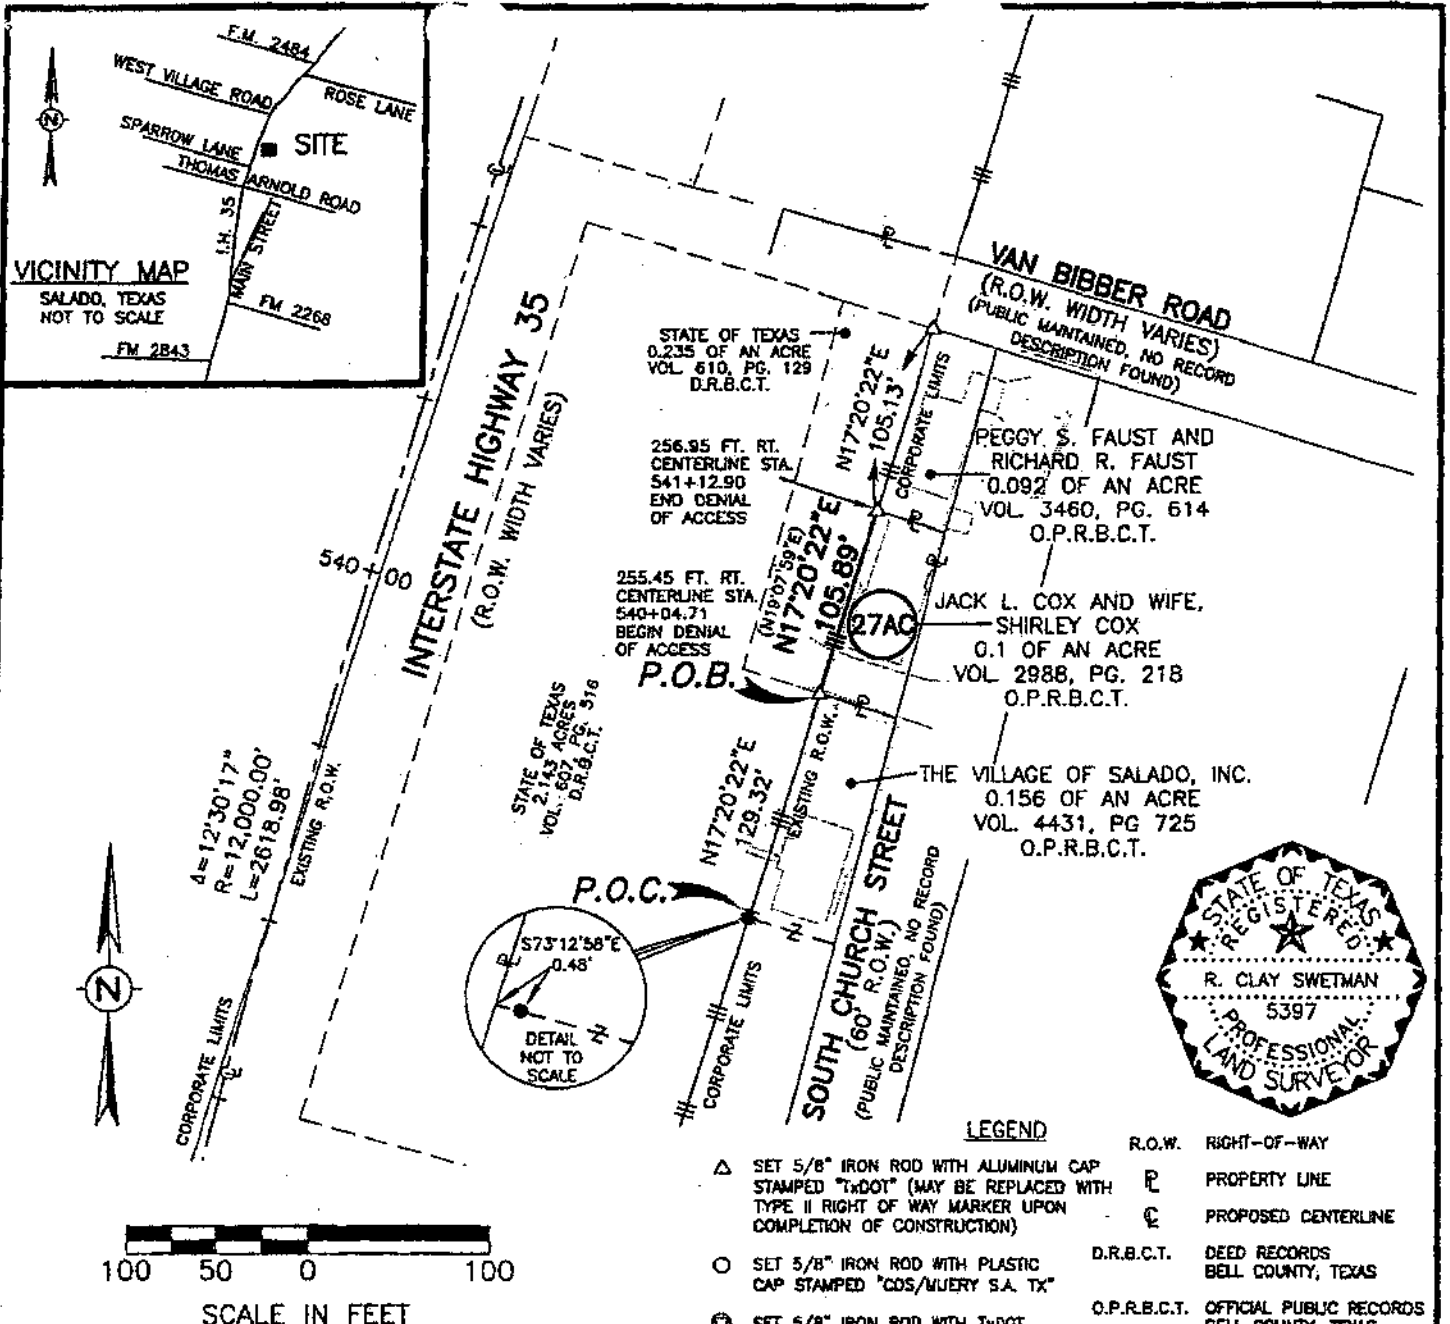 F.M. 2484
WEST VILLAGE ROAD
ROSE LANE
SPARROW LANE
SITE
THOMAS ARNOLD ROAD
I.H. 35
MAIN STREET
N
VICINITY MAP
SALADO, TEXAS
NOT TO SCALE
FM 2268
FM 2843
VAN BIBBER ROAD
(R.O.W. WIDTH VARIES)
(PUBLIC MAINTAINED, NO RECORD
DESCRIPTION FOUND)
INTERSTATE HIGHWAY 35
(R.O.W. WIDTH VARIES)
STATE OF TEXAS
0.235 OF AN ACRE
VOL. 610, PG. 129
D.R.B.C.T.
N17°20'22"E
105.13'
CORPORATE LIMITS
256.95 FT. RT.
CENTERLINE STA.
541+12.90
END DENIAL
OF ACCESS
PEGGY S. FAUST AND
RICHARD R. FAUST
0.092 OF AN ACRE
VOL. 3460, PG. 614
O.P.R.B.C.T.
540+00
255.45 FT. RT.
CENTERLINE STA.
540+04.71
BEGIN DENIAL
OF ACCESS
(N19°07'59"E)
N17°20'22"E
105.89'
27AC
JACK L. COX AND WIFE,
SHIRLEY COX
0.1 OF AN ACRE
VOL 2988, PG. 218
O.P.R.B.C.T.
P.O.B.
STATE OF TEXAS
2.143 ACRES
VOL. 607, PG. 516
D.R.B.C.T.
N17°20'22"E
129.32'
EXISTING R.O.W.
THE VILLAGE OF SALADO, INC.
0.156 OF AN ACRE
VOL. 4431, PG 725
O.P.R.B.C.T.
Δ=12°30'17"
R=12,000.00'
L=2618.98'
EXISTING R.O.W.
P.O.C.
S73°12'58"E
0.48'
DETAIL
NOT TO
SCALE
SOUTH CHURCH STREET
(60' R.O.W.)
(PUBLIC MAINTAINED, NO RECORD
DESCRIPTION FOUND)
CORPORATE LIMITS
CORPORATE LIMITS
N
STATE OF TEXAS
REGISTERED
R. CLAY SWETMAN
5397
PROFESSIONAL
LAND SURVEYOR
100 50 0 100
SCALE IN FEET
LEGEND
SET 5/8" IRON ROD WITH ALUMINUM CAP
STAMPED "TxDOT" (MAY BE REPLACED WITH
TYPE II RIGHT OF WAY MARKER UPON
COMPLETION OF CONSTRUCTION)
SET 5/8" IRON ROD WITH PLASTIC
CAP STAMPED "COS/MUERY S.A. TX"
SET 5/8" IRON ROD WITH TxDOT
R.O.W. RIGHT-OF-WAY
PROPERTY LINE
PROPOSED CENTERLINE
D.R.B.C.T. DEED RECORDS
BELL COUNTY, TEXAS
O.P.R.B.C.T. OFFICIAL PUBLIC RECORDS
BELL COUNTY, TEXAS